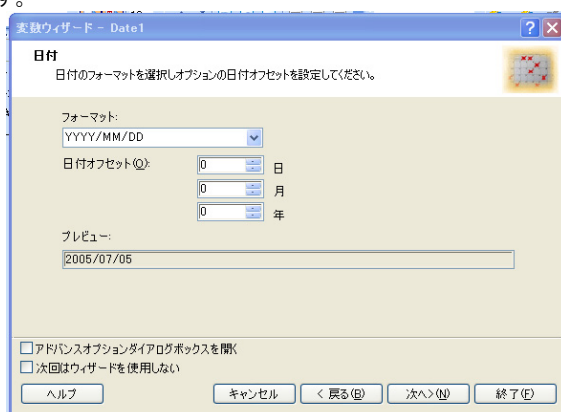 す。
変数ウィザード - Date1
日付
日付のフォーマットを選択しオプションの日付オフセットを設定してください。
フォーマット:
YYYY/MM/DD
日付オフセット(O):
0 日
0 月
0 年
プレビュー:
2005/07/05
アドバンスオプションダイアログボックスを開く
次回はウィザードを使用しない
ヘルプ キャンセル < 戻る(B) 次へ>(N) 終了(F)